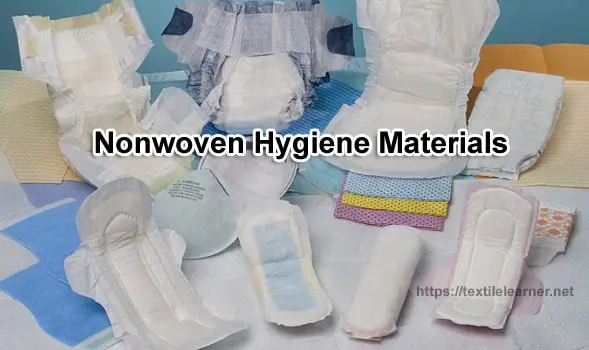 Nonwoven Hygiene Materials
https://textilelearner.net